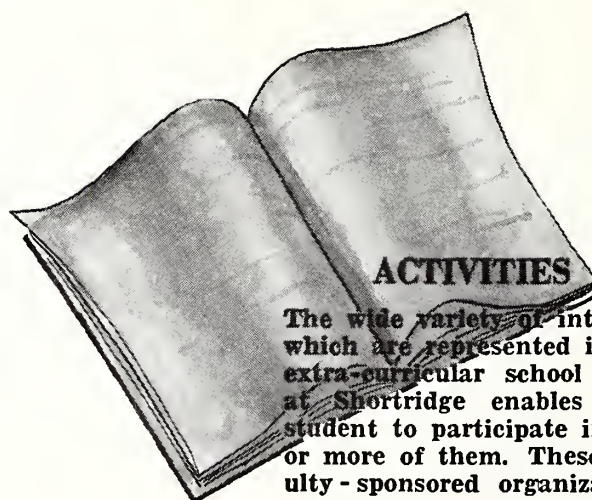 ACTIVITIES
The wide variety of int
which are represented i
extra-curricular school
at Shortridge enables
student to participate i
or more of them. These
ulty - sponsored organiza